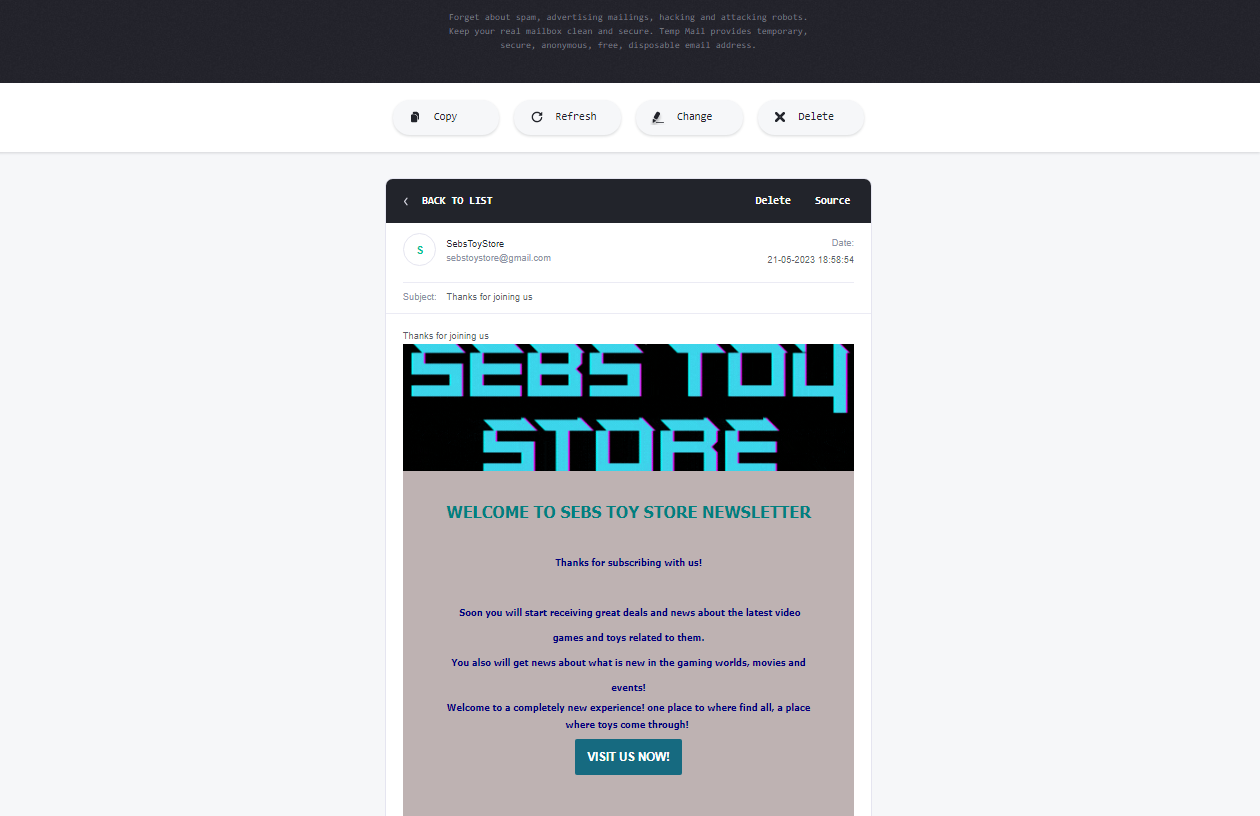 Forget about spam, advertising mailings, hacking and attacking robots.
Keep your real mailbox clean and secure. Temp Mail provides temporary,
secure, anonymous, free, disposable email address.
Copy
Refresh
Change
Delete
BACK TO LIST
Delete
Source
S
SebsToyStore
sebstoystore@gmail.com
Date:
21-05-2023 18:58:54
Subject: Thanks for joining us
Thanks for joining us
SEBS TOY
STORE
WELCOME TO SEBS TOY STORE NEWSLETTER
Thanks for subscribing with us!
Soon you will start receiving great deals and news about the latest video
games and toys related to them.
You also will get news about what is new in the gaming worlds, movies and
events!
Welcome to a completely new experience! one place to where find all, a place
where toys come through!
VISIT US NOW!